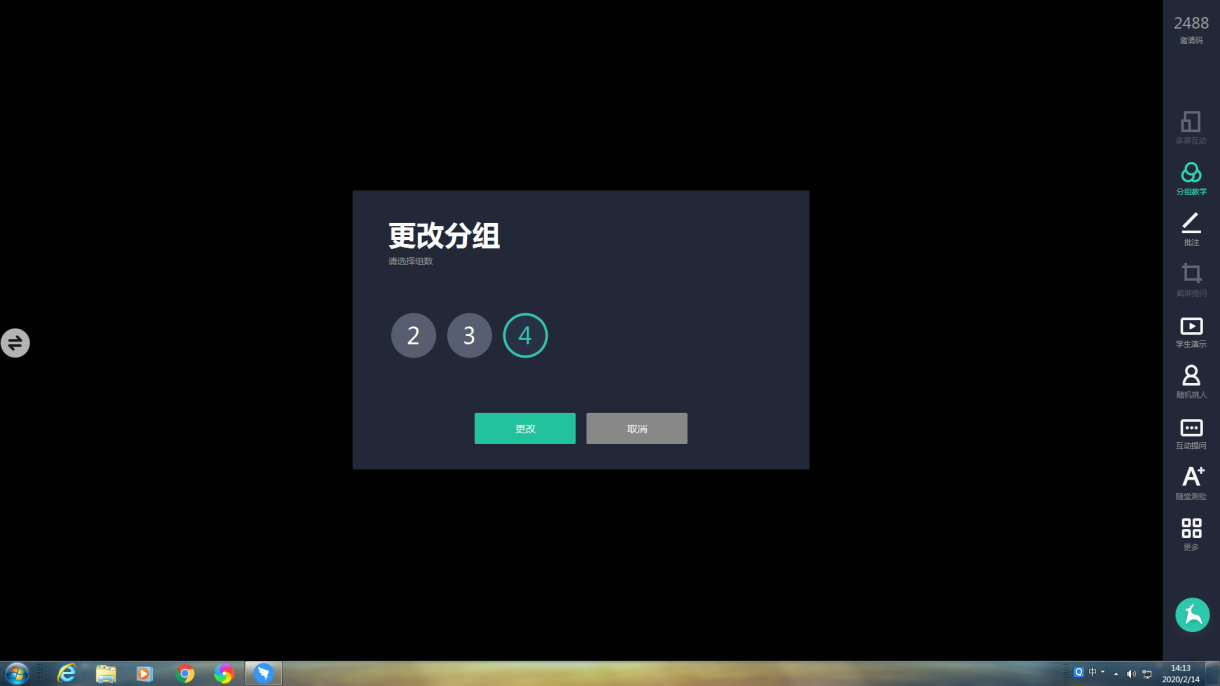 2488
邀请码
多屏互动
分组教学
批注
截屏提问
学生演示
随机挑人
互动提问
A+
随堂测验
更多
更改分组
请选择组数
2 3 4
更改 取消
中
14:13
2020/2/14